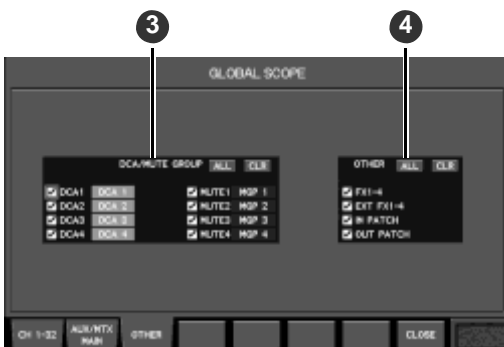 3 4
GLOBAL SCOPE
DCA/MUTE GROUP ALL CLR OTHER ALL CLR
DCA1 DCA 1 MUTE1 MGP 1 FX1-4
DCA2 DCA 2 MUTE2 MGP 2 EXT FX1-4
DCA3 DCA 3 MUTE3 MGP 3 IN PATCH
DCA4 DCA 4 MUTE4 MGP 4 OUT PATCH
CH 1-32 AUX/MTX MAIN OTHER CLOSE